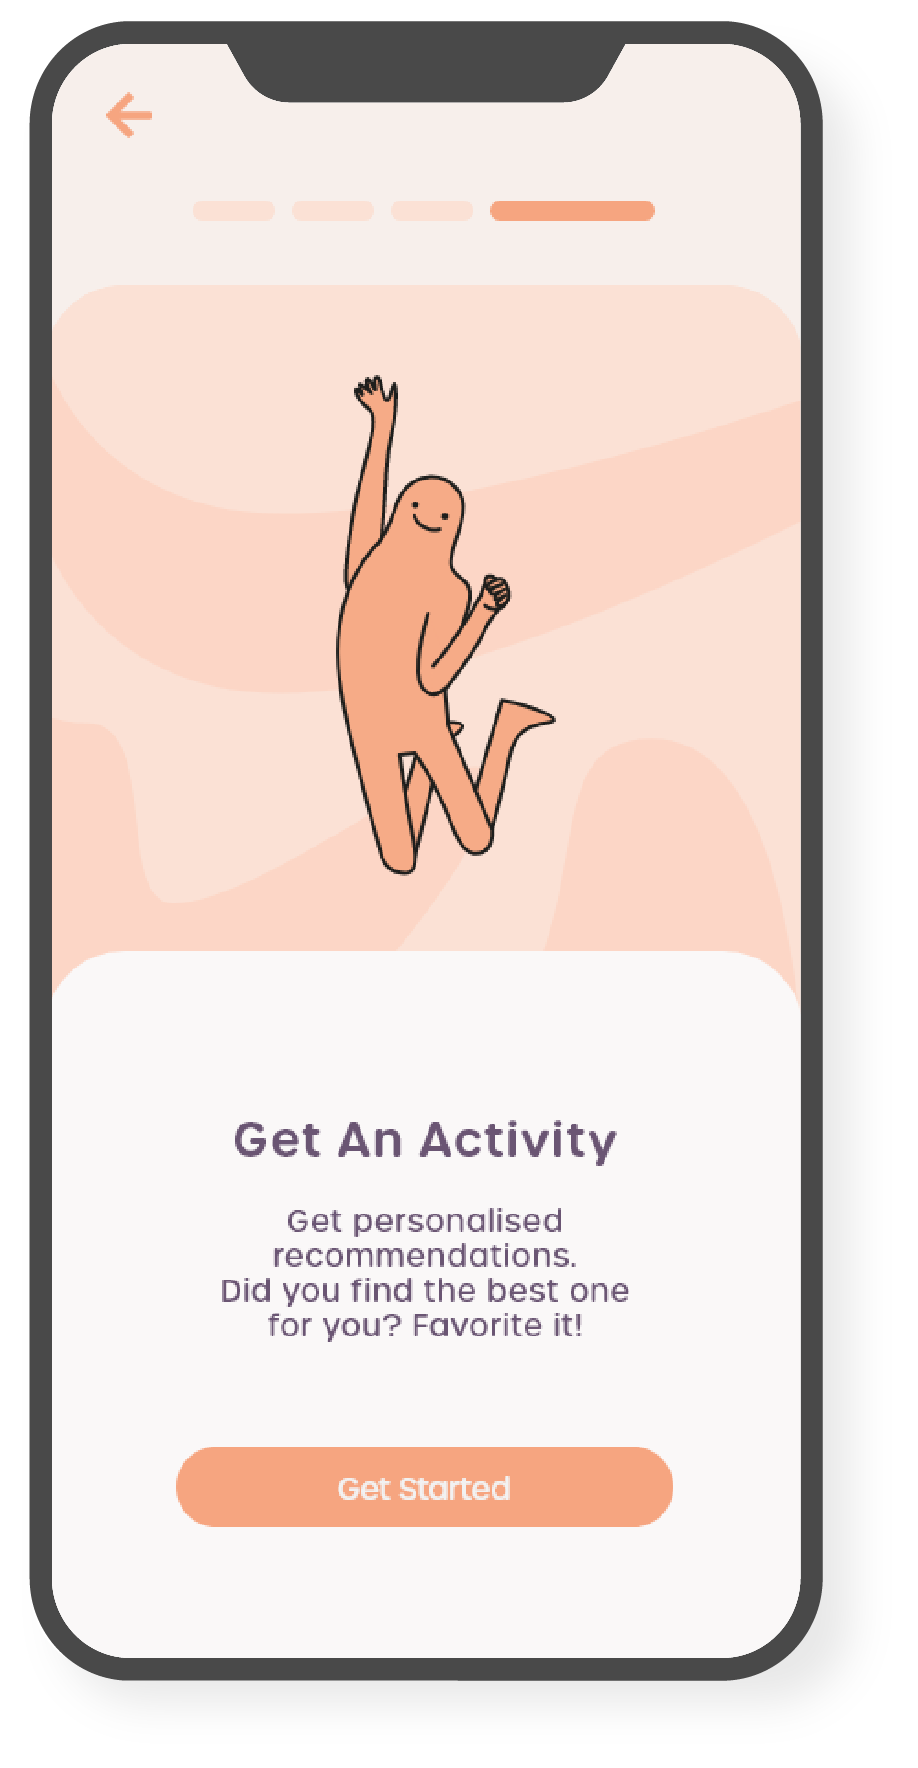 Get An Activity
Get personalised
recommendations.
Did you find the best one
for you? Favorite it!
Get Started